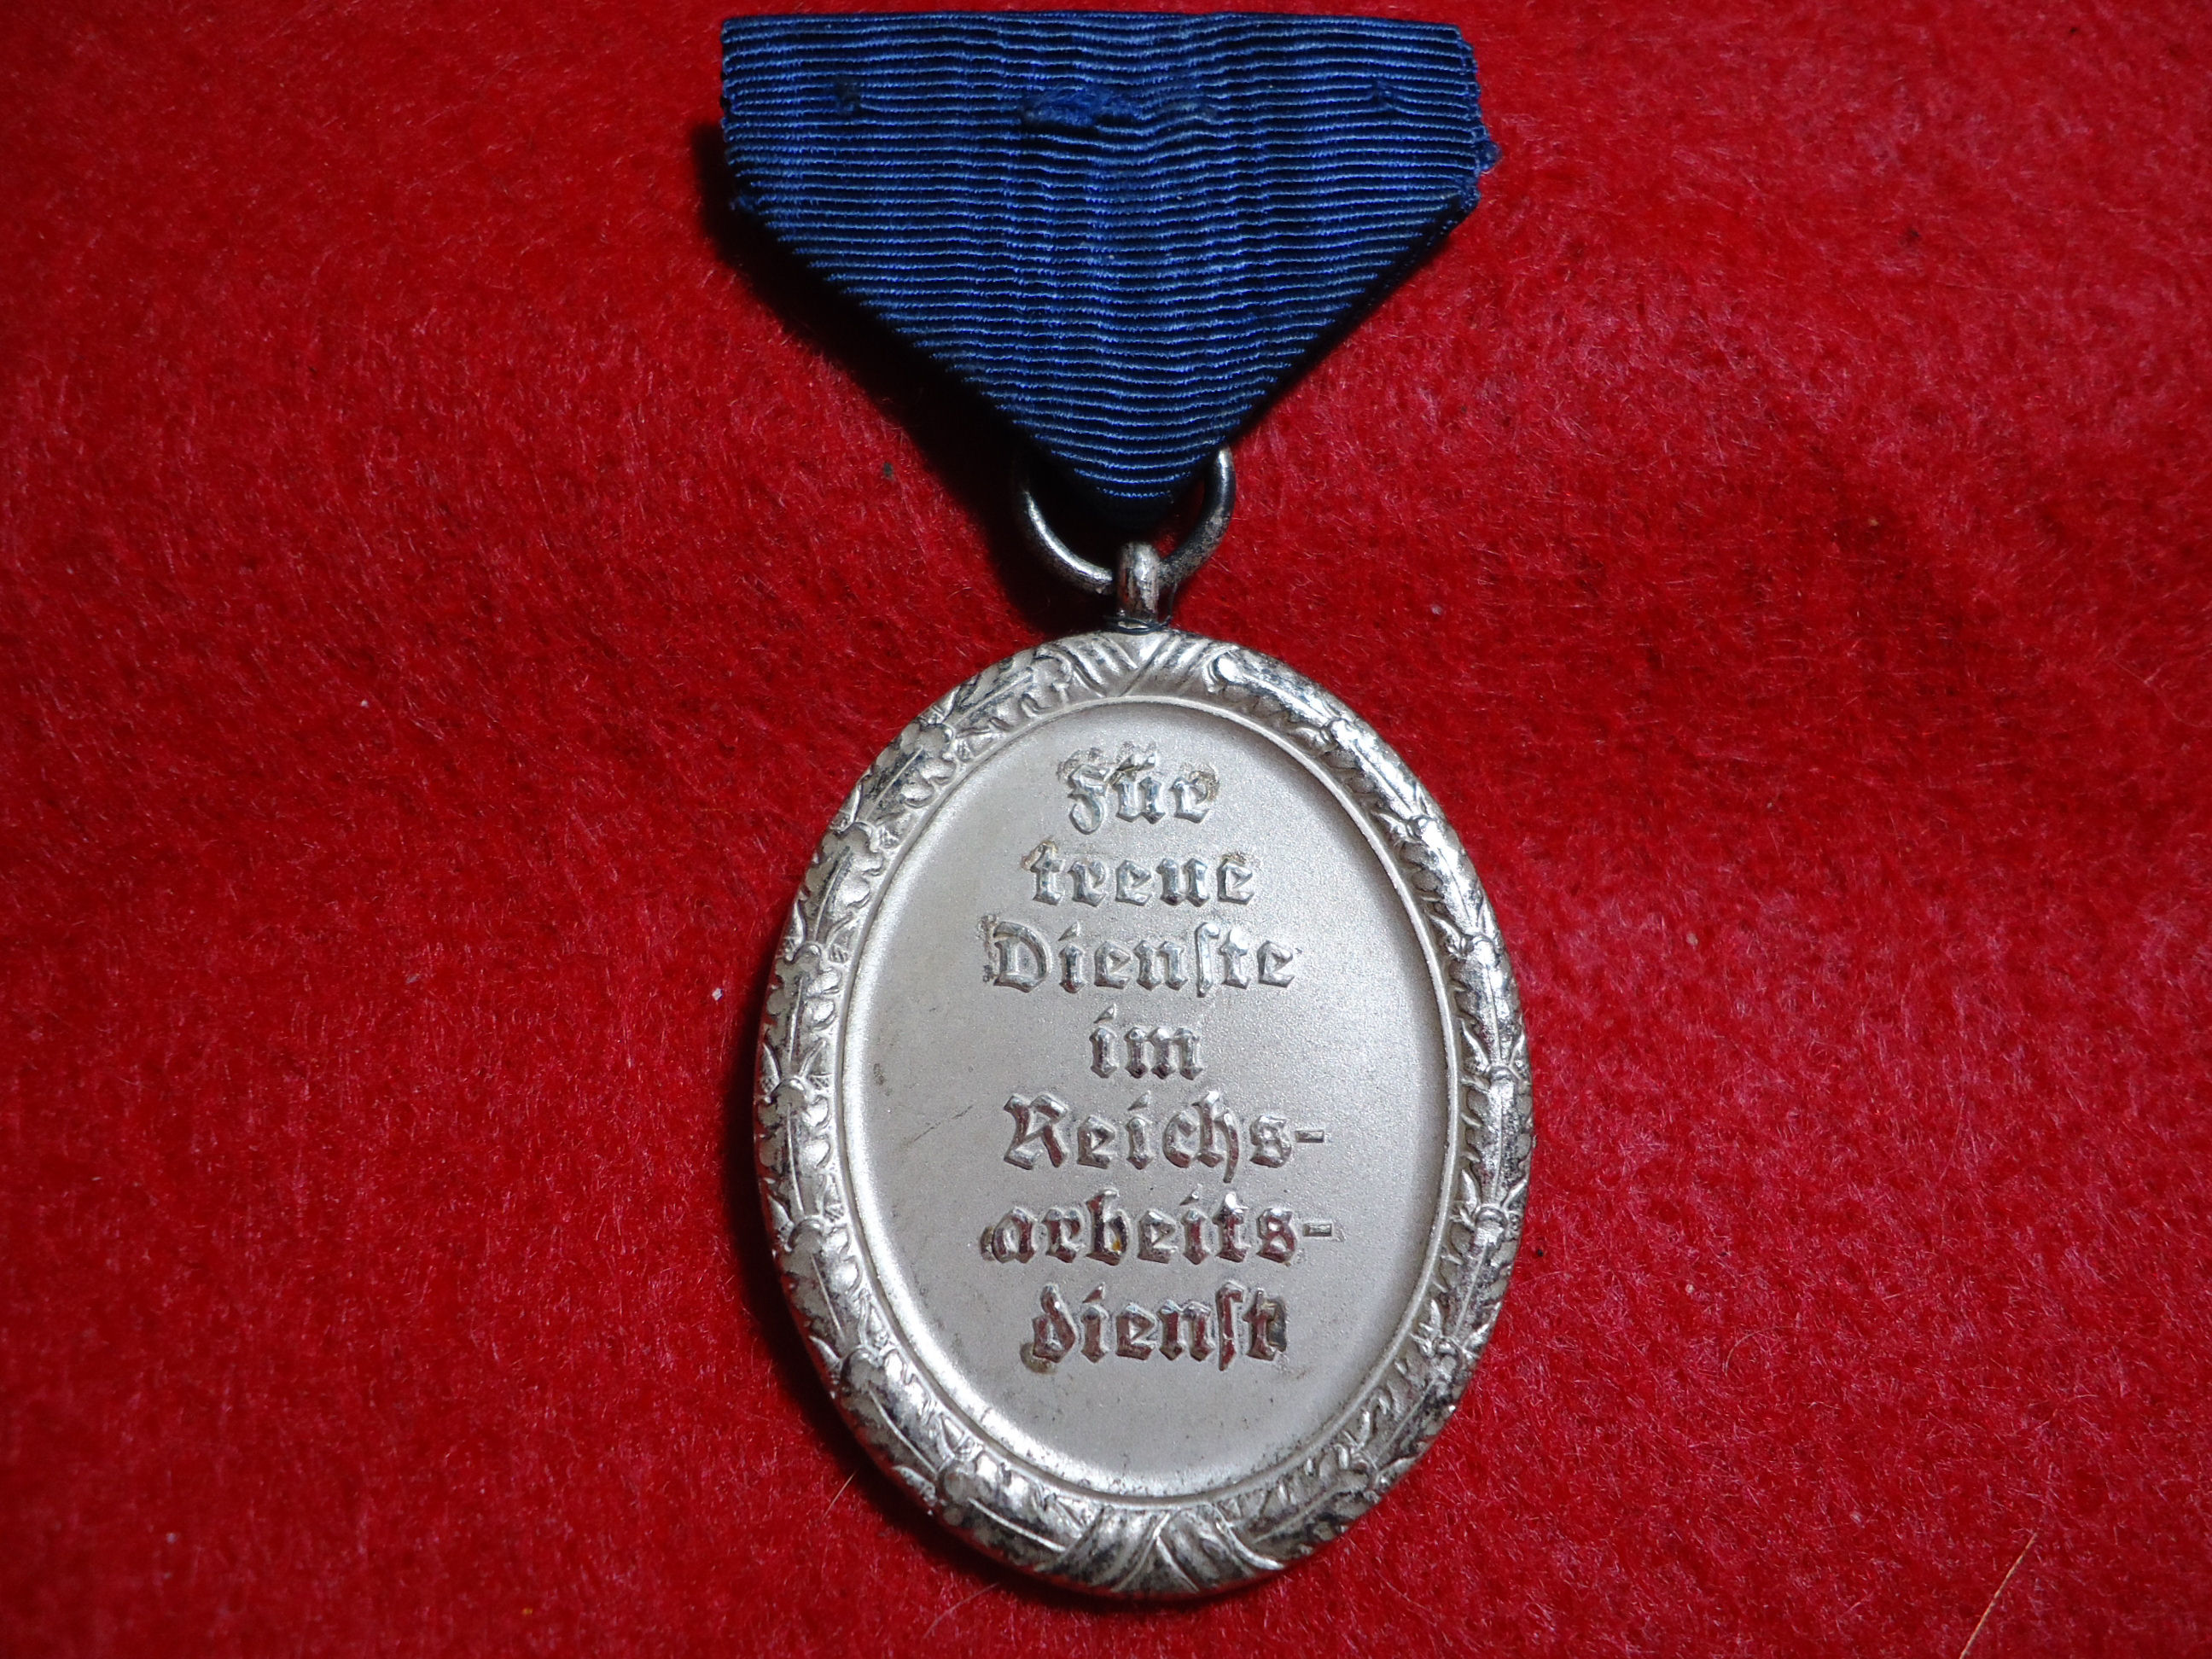 Für
treue
Dienſte
im
Reichs-
arbeits-
dienſt